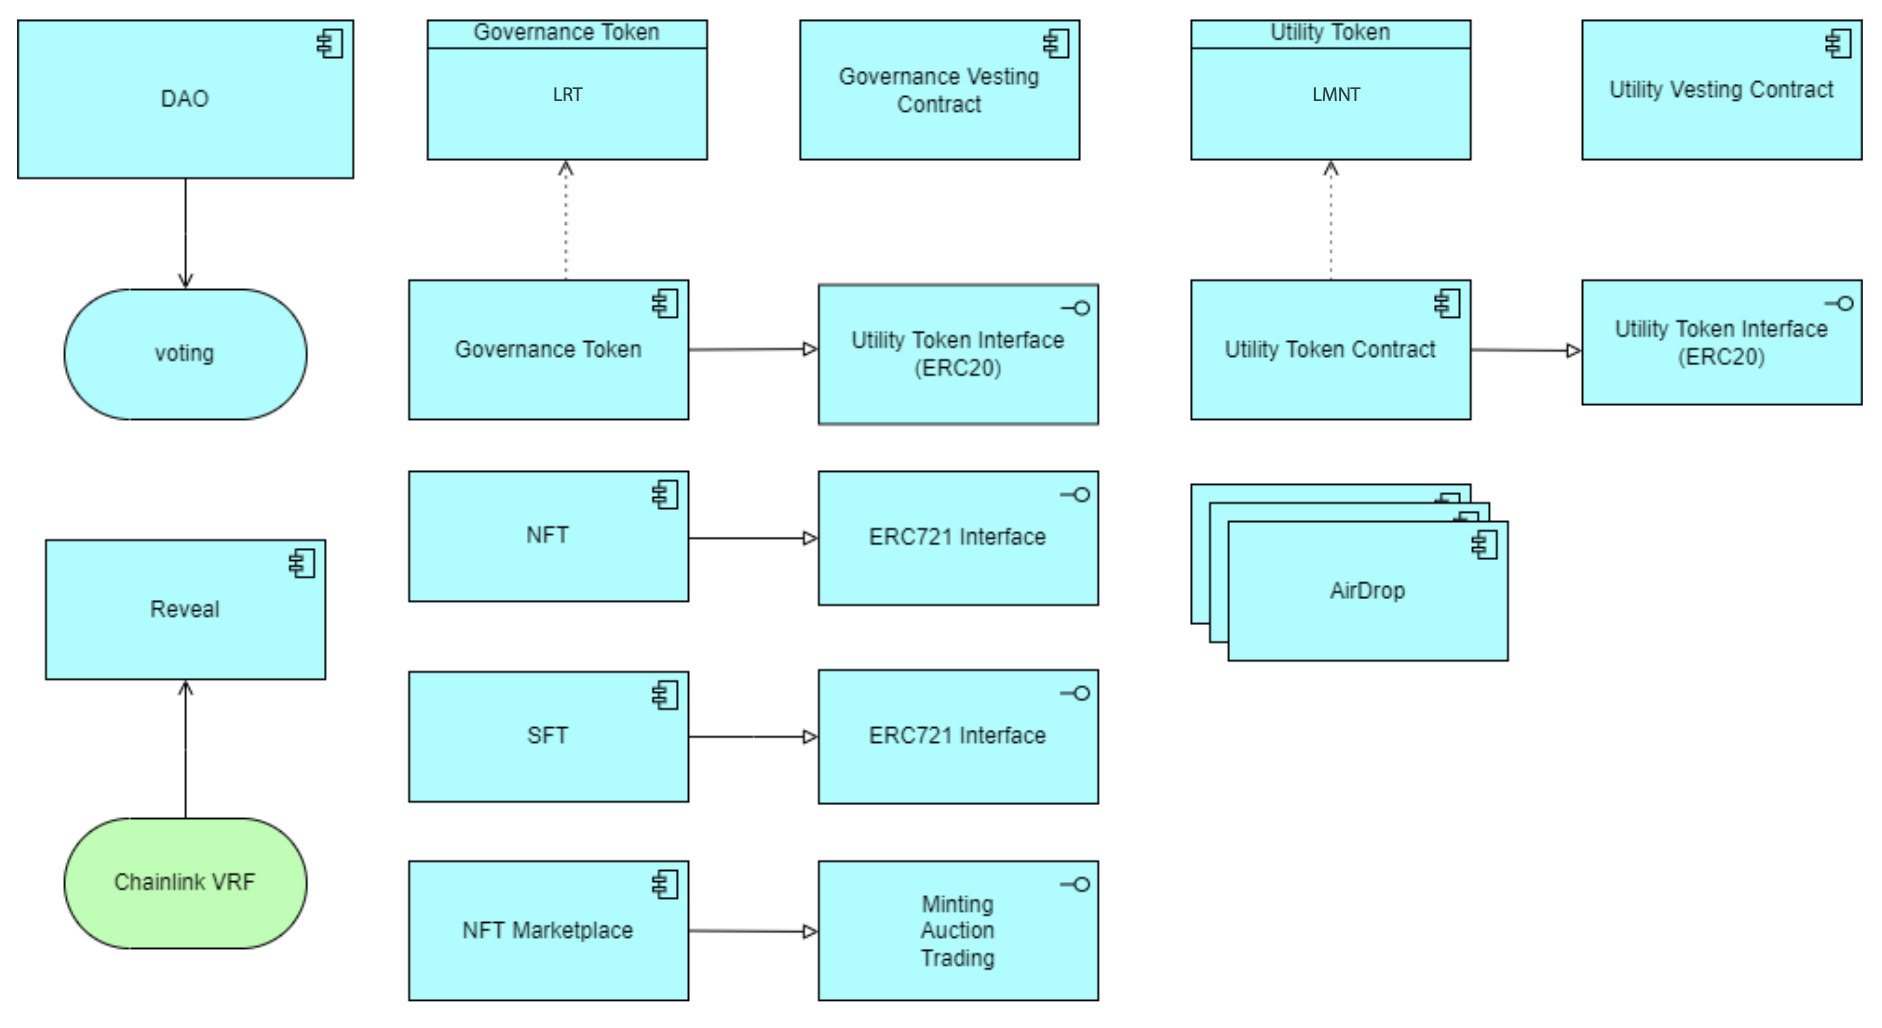 DAO
Governance Token
LRT
Governance Vesting
Contract
Utility Token
LMNT
Utility Vesting Contract
voting
Governance Token
Utility Token Interface
(ERC20)
Utility Token Contract
Utility Token Interface
(ERC20)
Reveal
NFT
ERC721 Interface
AirDrop
SFT
ERC721 Interface
Chainlink VRF
NFT Marketplace
Minting
Auction
Trading